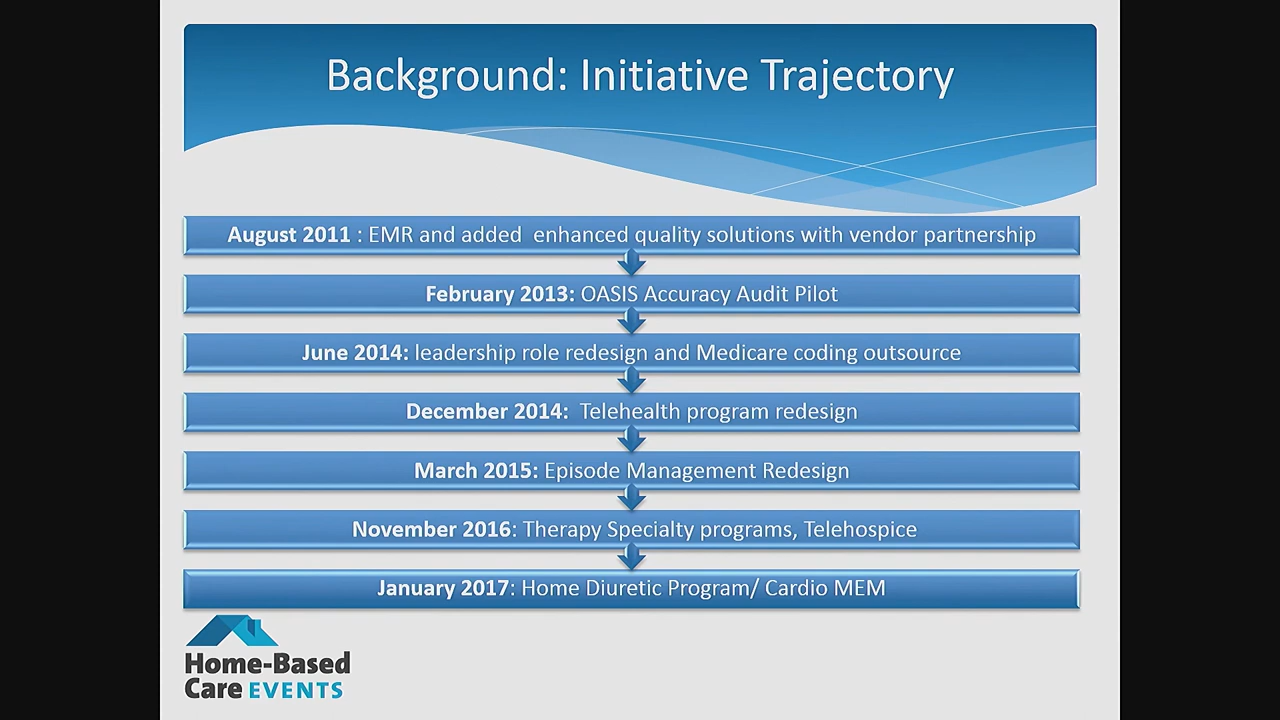 Background: Initiative Trajectory
August 2011 : EMR and added enhanced quality solutions with vendor partnership
February 2013: OASIS Accuracy Audit Pilot
June 2014: leadership role redesign and Medicare coding outsource
December 2014: Telehealth program redesign
March 2015: Episode Management Redesign
November 2016: Therapy Specialty programs, Telehospice
January 2017: Home Diuretic Program/ Cardio MEM
Home-Based
Care EVENTS